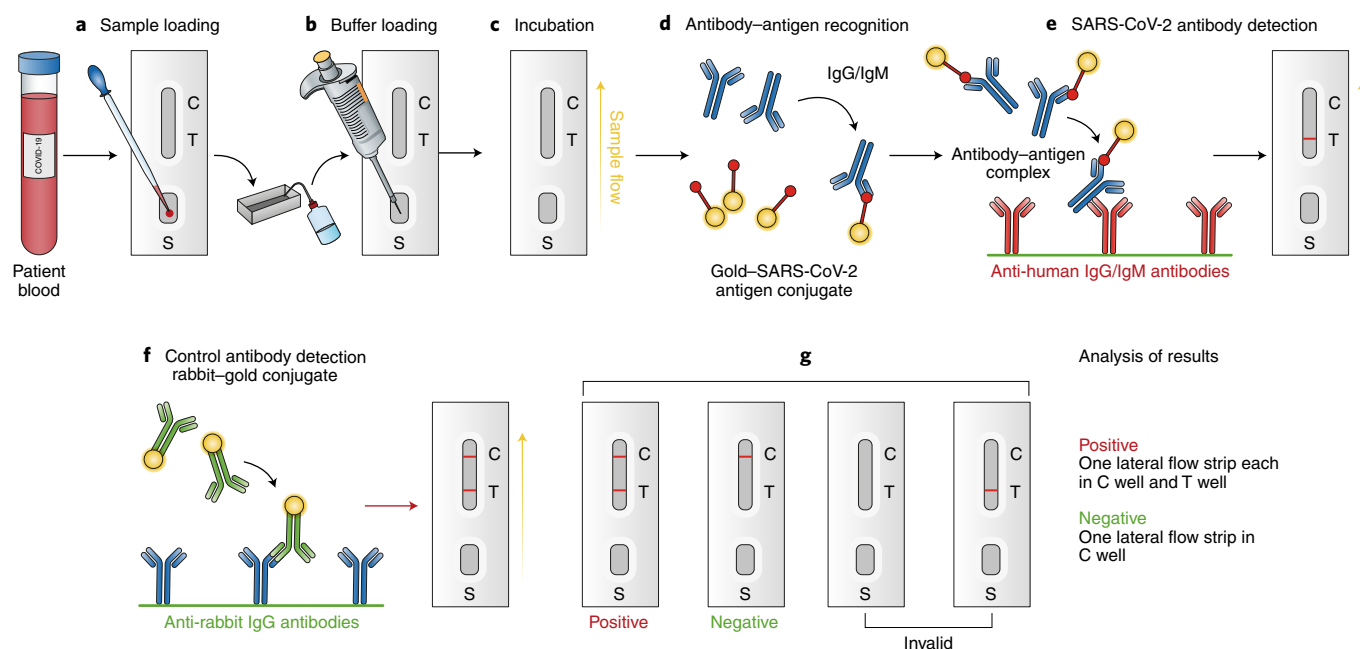 a Sample loading
b Buffer loading
c Incubation
d Antibody–antigen recognition
e SARS-CoV-2 antibody detection
COVID-19
Patient
blood
C
T
S
C
T
S
C
T
S
Sample flow
IgG/IgM
Gold–SARS-CoV-2
antigen conjugate
Antibody–antigen
complex
Anti-human IgG/IgM antibodies
C
T
S
f Control antibody detection
rabbit–gold conjugate
Anti-rabbit IgG antibodies
C
T
S
g
C
T
S
Positive
C
T
S
Negative
C
T
S
C
T
S
Invalid
Analysis of results
Positive
One lateral flow strip each
in C well and T well
Negative
One lateral flow strip in
C well